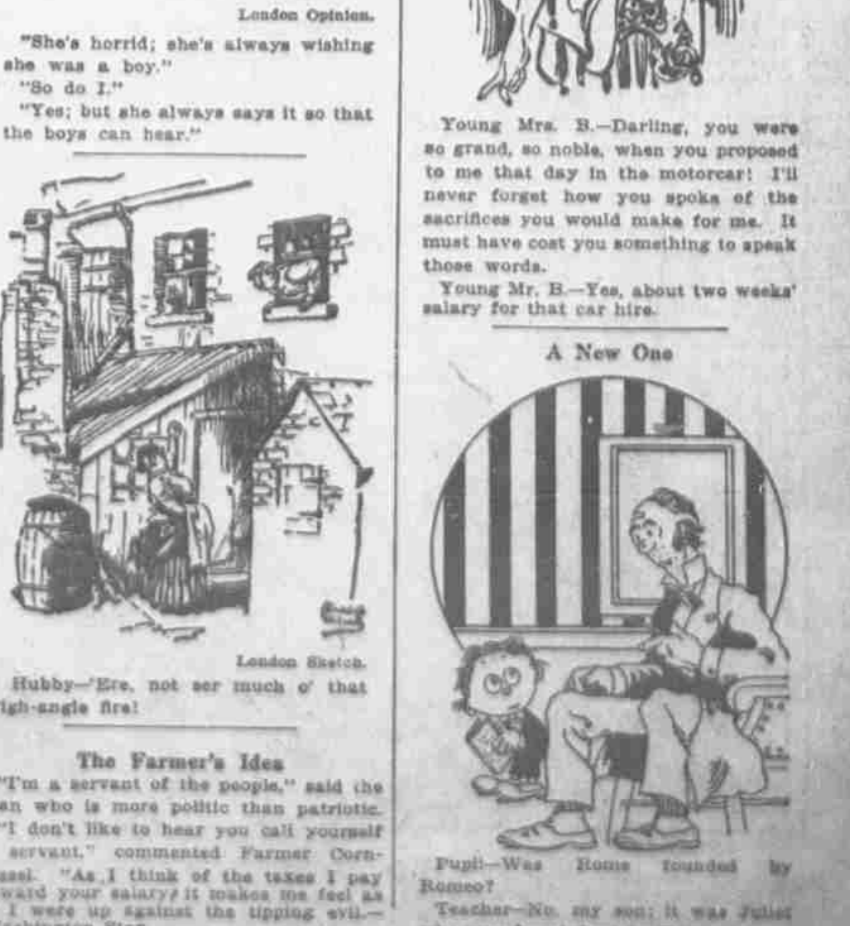 London Opinion.
"She's horrid; she's always wishing
she was a boy."
"So do I."
"Yes; but she always says it so that
the boys can hear."
London Sketch.
Hubby—'Ere, not ser much o' that
igh-angle fire!
The Farmer's Idea
"I'm a servant of the people," said the
an who is more politic than patriotic.
"I don't like to hear you call yourself
servant," commented Farmer Corn-
ssel. "As I think of the taxes I pay
ward your salary, it makes me feel as
I were up against the tipping evil.—
Young Mrs. B.—Darling, you were
so grand, so noble, when you proposed
to me that day in the motorcar! I'll
never forget how you spoke of the
sacrifices you would make for me. It
must have cost you something to speak
those words.
Young Mr. B.—Yes, about two weeks'
salary for that car hire.
A New One
Pupil—Was Rome founded by
Romeo?
Teacher—No, my son; it was Juliet